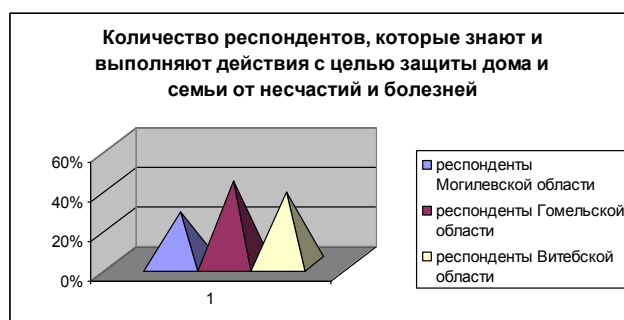 Количество респондентов, которые знают и
выполняют действия с целью защиты дома и
семьи от несчастий и болезней
60%
40%
20%
0%
1
респонденты
Могилевской области
респонденты Гомельской
области
респонденты Витебской
области